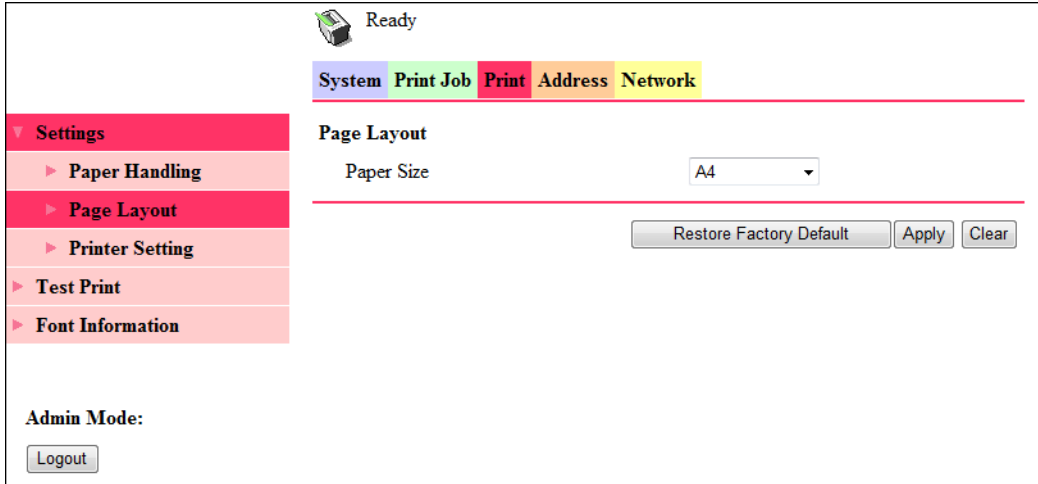 Ready
System Print Job Print Address Network
Settings
Paper Handling
Page Layout
Printer Setting
Test Print
Font Information
Admin Mode:
Logout
Page Layout
Paper Size A4
Restore Factory Default Apply Clear